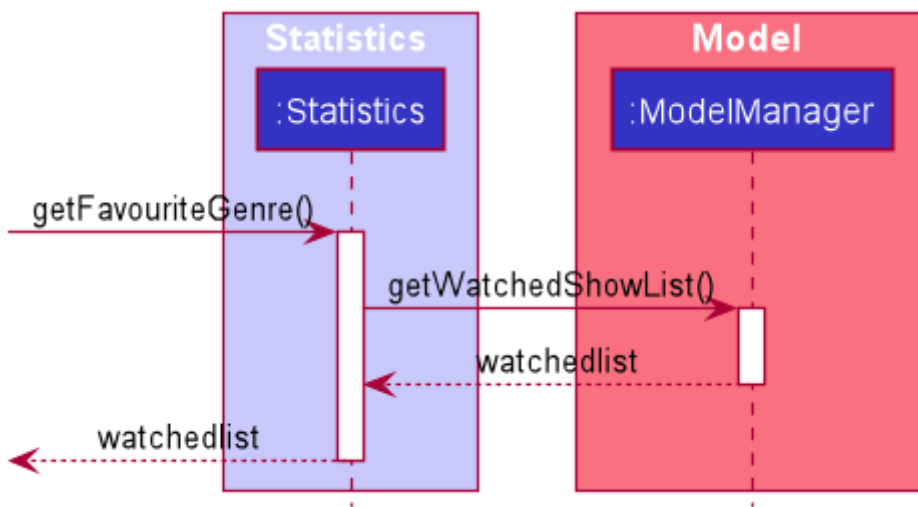 Statistics
Model
:Statistics
:ModelManager
getFavouriteGenre()
getWatchedShowList()
watchedlist
watchedlist